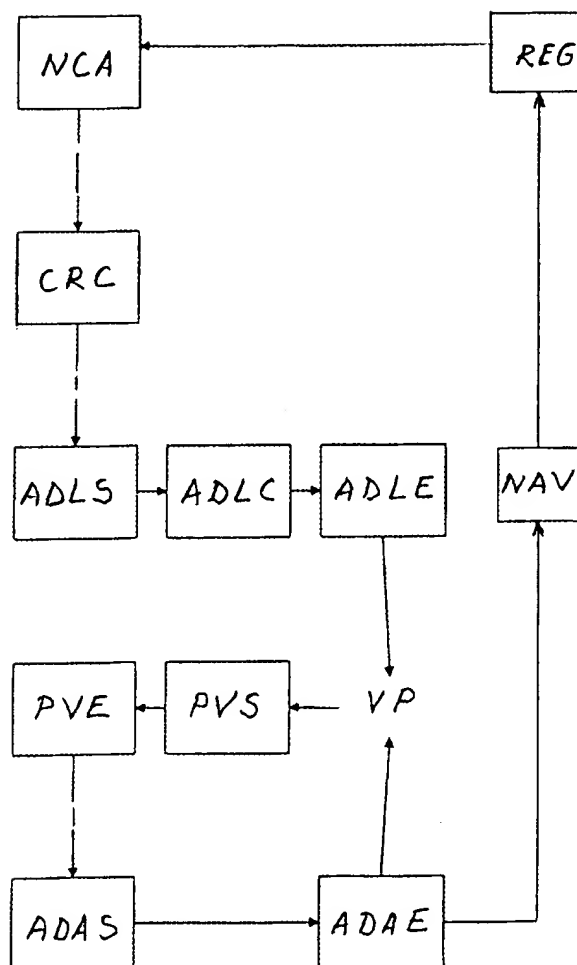 NCA REG
CRC
ADLS ADLC ADLE NAV
PVE PVS VP
ADAS ADAE